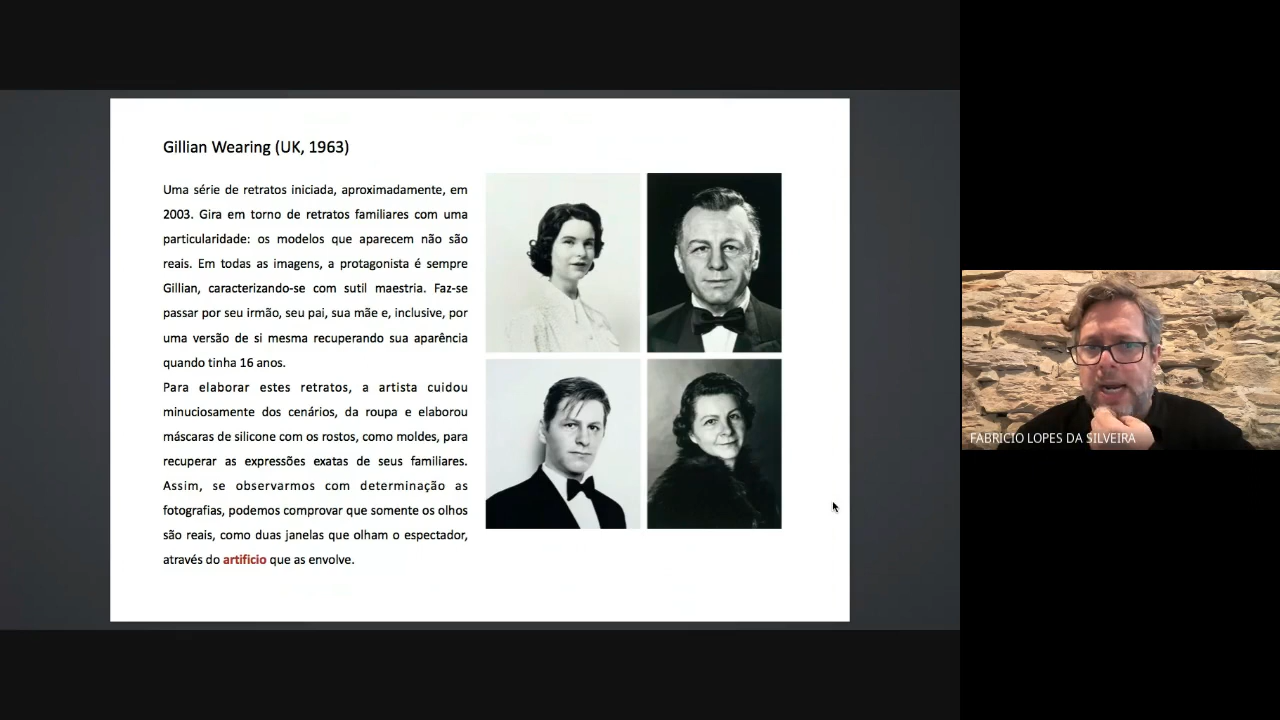 Gillian Wearing (UK, 1963)
Uma série de retratos iniciada, aproximadamente, em
2003. Gira em torno de retratos familiares com uma
particularidade: os modelos que aparecem não são
reais. Em todas as imagens, a protagonista é sempre
Gillian, caracterizando-se com sutil maestria. Faz-se
passar por seu irmão, seu pai, sua mãe e, inclusive, por
uma versão de si mesma recuperando sua aparência
quando tinha 16 anos.
Para elaborar estes retratos, a artista cuidou
minuciosamente dos cenários, da roupa e elaborou
máscaras de silicone com os rostos, como moldes, para
recuperar as expressões exatas de seus familiares.
Assim, se observarmos com determinação as
fotografias, podemos comprovar que somente os olhos
são reais, como duas janelas que olham o espectador,
através do artificio que as envolve.
FABRICIO LOPES DA SILVEIRA